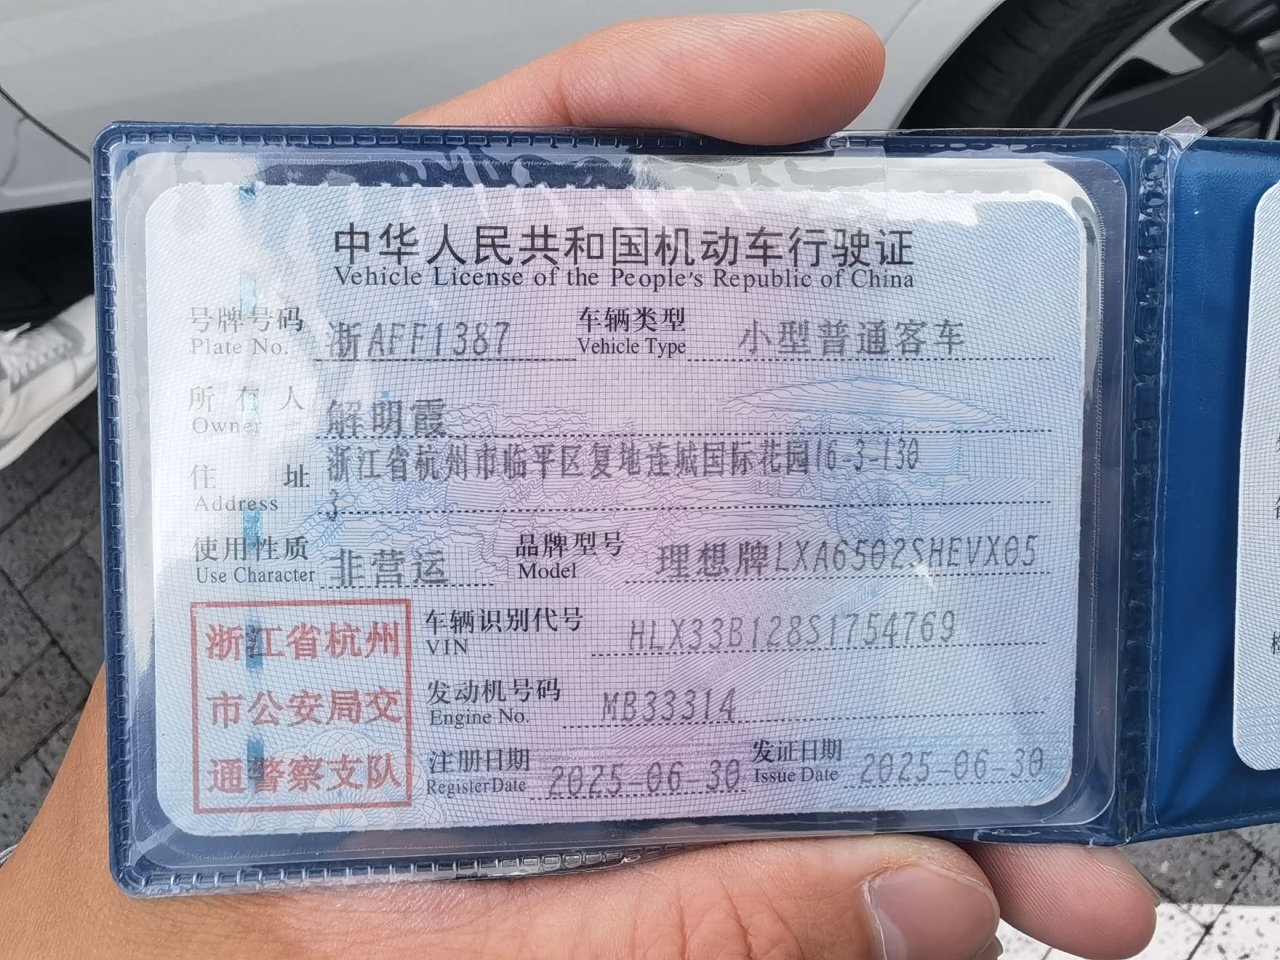 中华人民共和国机动车行驶证
Vehicle License of the People's Republic of China
号牌号码 浙AFF1387 车辆类型 小型普通客车
Plate No. Vehicle Type
所有人 解明霞
Owner
住址 浙江省杭州市临平区复地连城国际花园16-3-130
Address 3
使用性质 非营运 品牌型号 理想牌LXA6502SHEVX05
Use Character Model
车辆识别代号 HLX33B128S1754769
VIN
发动机号码 MB33314
Engine No.
注册日期 2025-06-30 发证日期 2025-06-30
Register Date Issue Date
浙江省杭州
市公安局交
通警察支队